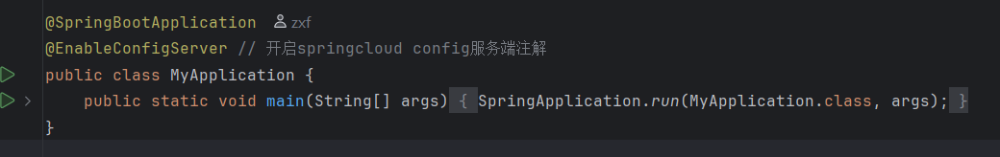 @SpringBootApplication zxf
@EnableConfigServer // 开启springcloud config服务端注解
public class MyApplication {
    public static void main(String[] args) { SpringApplication.run(MyApplication.class, args); }
}